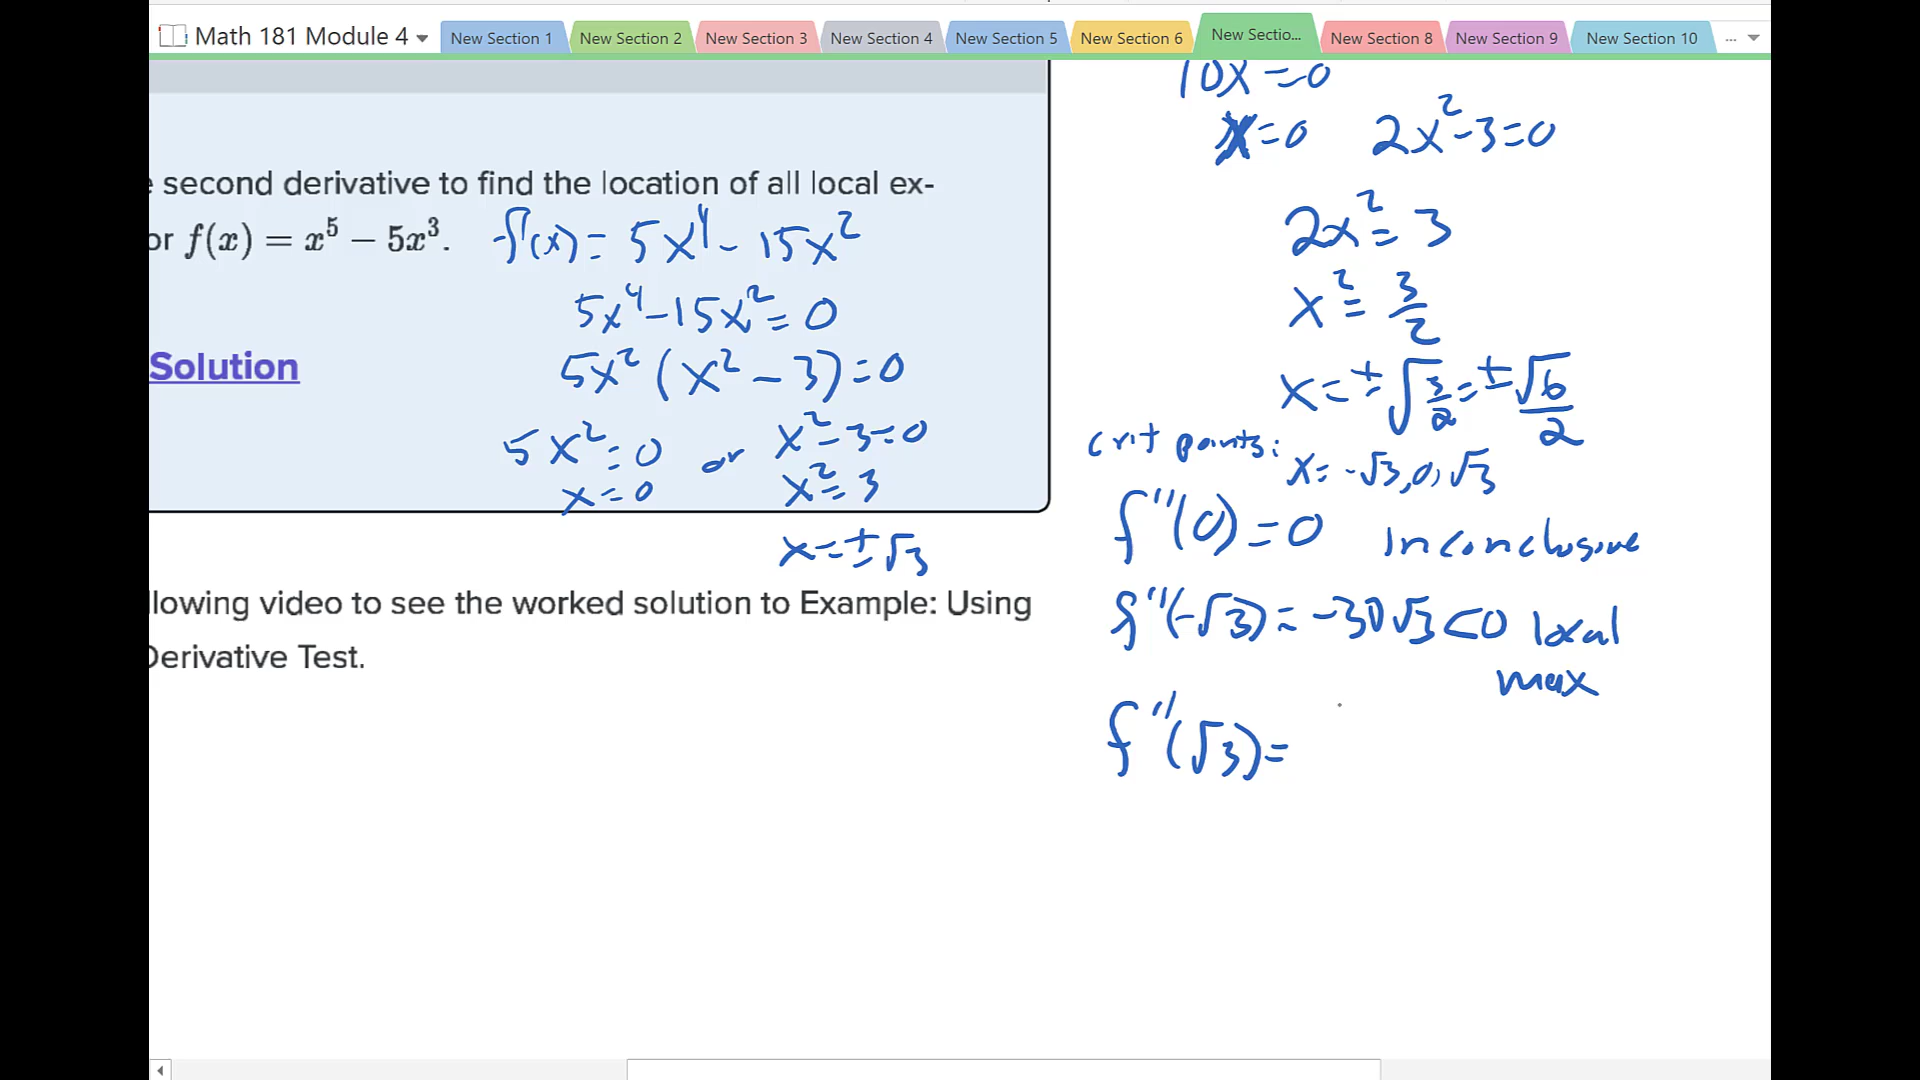 Math 181 Module 4
New Section 1
New Section 2
New Section 3
New Section 4
New Section 5
New Section 6
New Sectio...
New Section 8
New Section 9
New Section 10
...
e second derivative to find the location of all local ex-
or f(x) = x⁵ − 5x³.
f'(x) = 5x⁴ - 15x²
5x⁴ - 15x² = 0
5x² (x² - 3) = 0
5x² = 0 or x² - 3 = 0
x = 0 x² = 3
x = ± √3
Solution
llowing video to see the worked solution to Example: Using
Derivative Test.
10x = 0
x = 0 2x² - 3 = 0
2x² = 3
x² = 3/2
x = ± √(3/2) = ± √6/2
crit points:
x = -√3, 0, √3
f''(0) = 0 inconclusive
f''(-√3) = -30√3 < 0 local
max
f''(√3) =